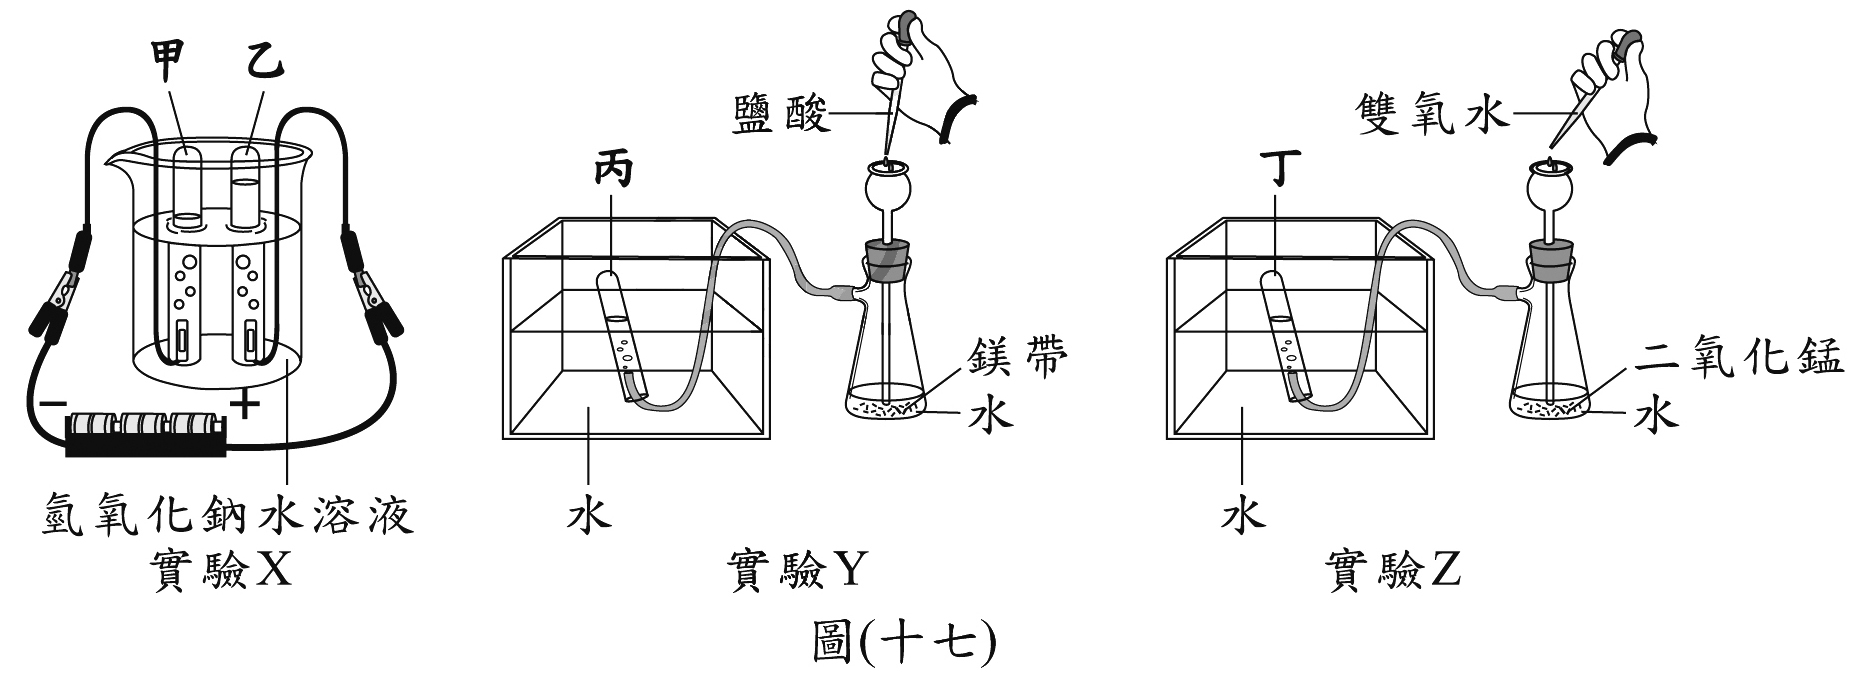 甲 乙
氫氧化鈉水溶液
實驗X
丙
鹽酸
鎂帶
水
水
實驗Y
丁
雙氧水
二氧化錳
水
水
實驗Z
圖(十七)
− +